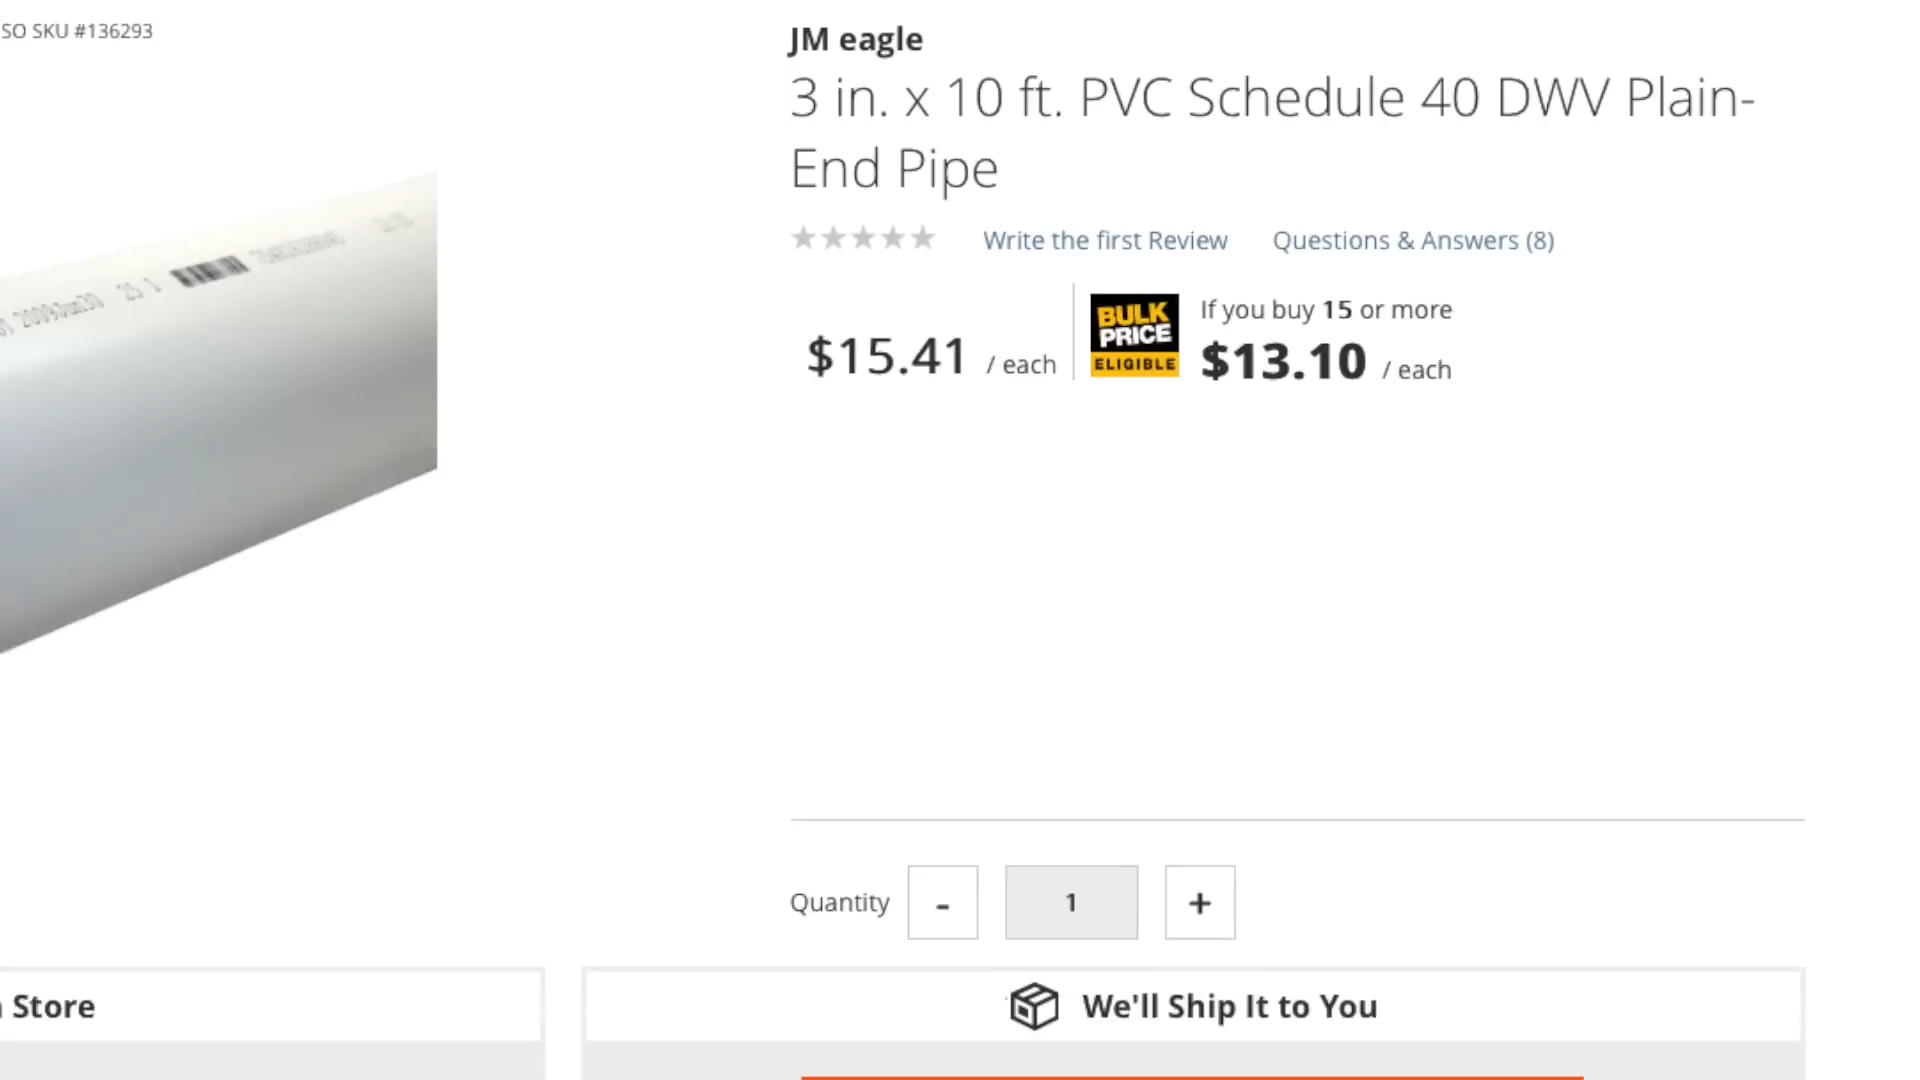 SO SKU #136293
JM eagle
3 in. x 10 ft. PVC Schedule 40 DWV Plain-
End Pipe
Write the first Review Questions & Answers (8)
BULK
PRICE
ELIGIBLE
If you buy 15 or more
$15.41 / each
$13.10 / each
25 1
Quantity - 1 +
Store
We'll Ship It to You